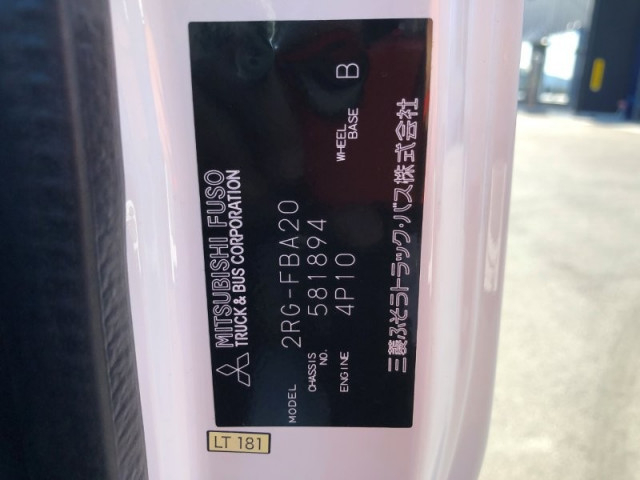 MITSUBISHI FUSO
TRUCK & BUS CORPORATION
MODEL 2RG-FBA20
CHASSIS NO. 581894
ENGINE 4P10 WHEEL BASE B
三菱ふそうトラック・バス株式会社
LT 181